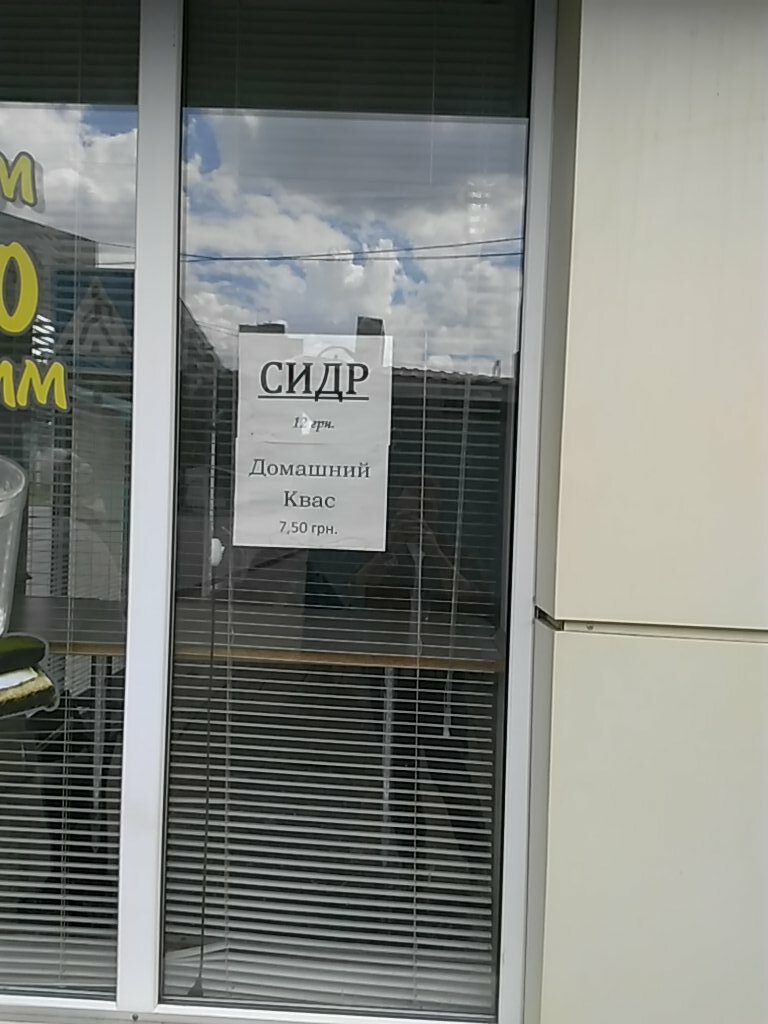 СИДР
12 грн.
Домашний
Квас
7,50 грн.